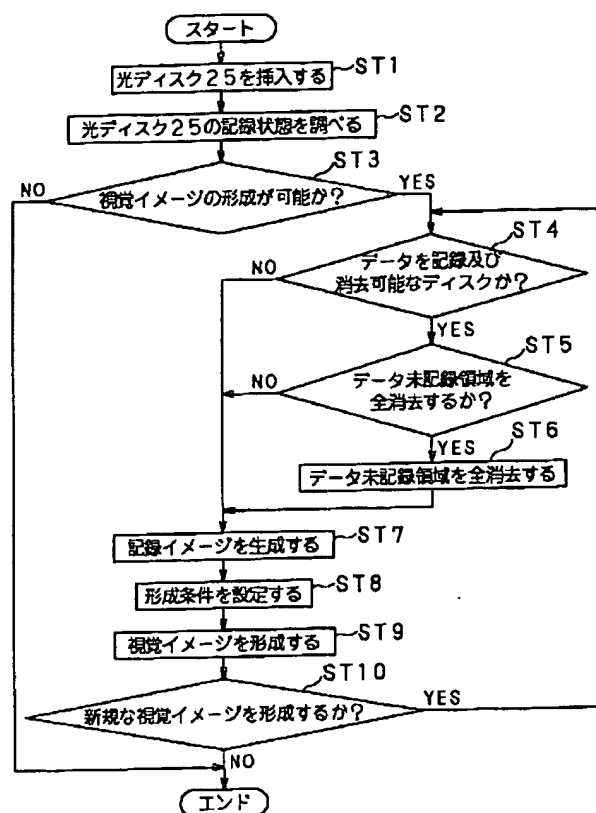 スタート
光ディスク25を挿入する
ST1
光ディスク25の記録状態を調べる
ST2
ST3
NO
視覚イメージの形成が可能か?
YES
ST4
NO
データを記録及び
消去可能なディスクか?
YES
ST5
NO
データ未記録領域を
全消去するか?
YES
ST6
データ未記録領域を全消去する
記録イメージを生成する
ST7
形成条件を設定する
ST8
視覚イメージを形成する
ST9
ST10
新規な視覚イメージを形成するか?
YES
NO
エンド